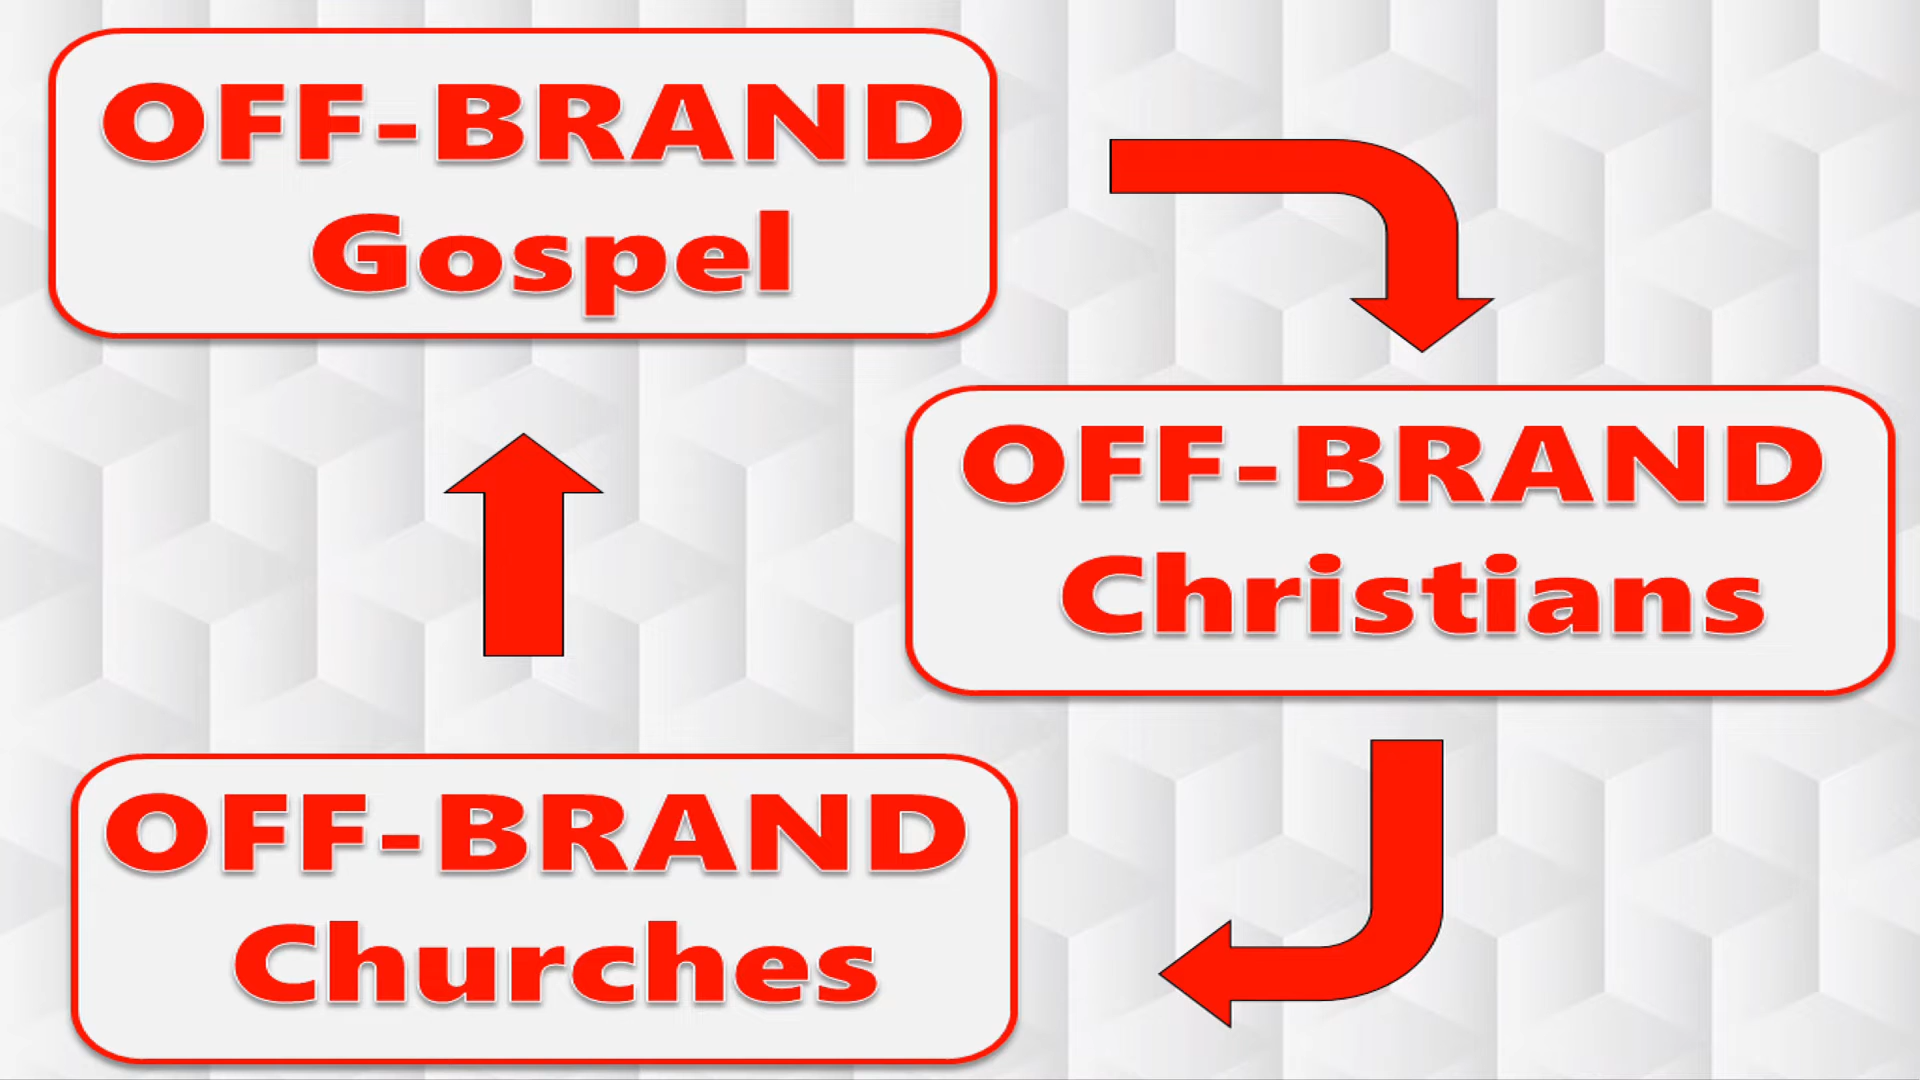 OFF-BRAND
Gospel
OFF-BRAND
Christians
OFF-BRAND
Churches